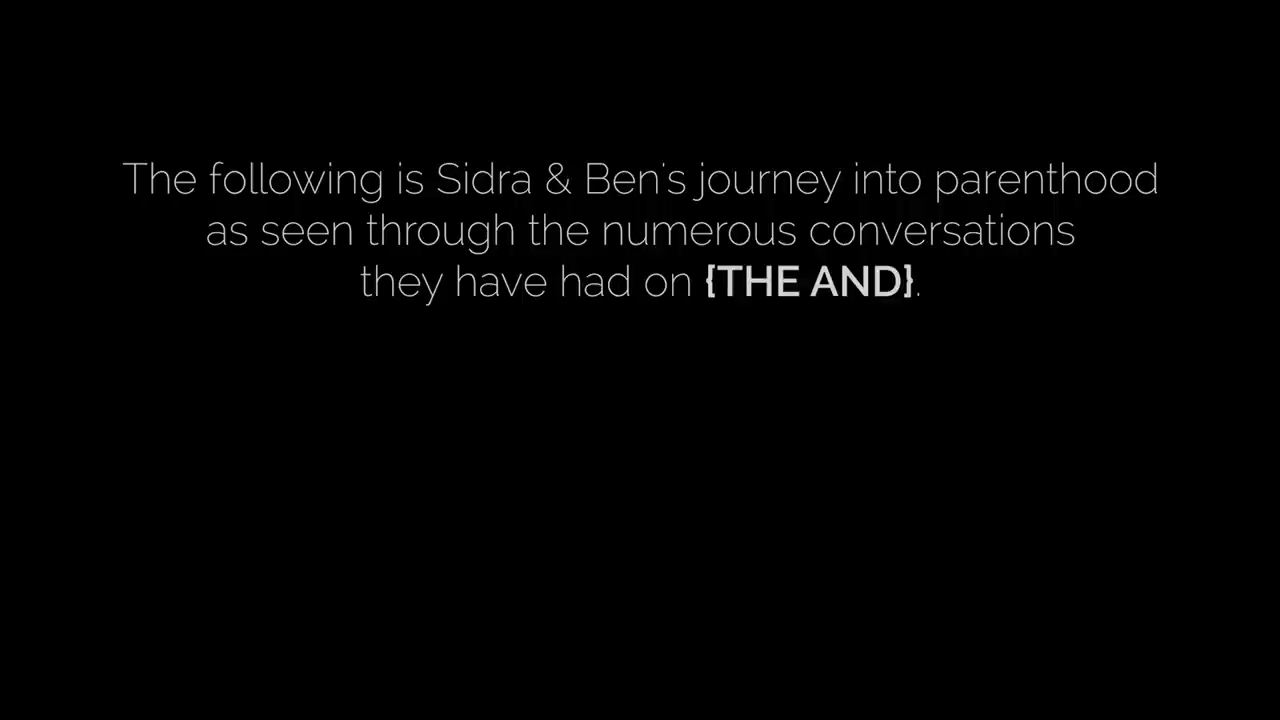 The following is Sidra & Ben's journey into parenthood
as seen through the numerous conversations
they have had on {THE AND}.